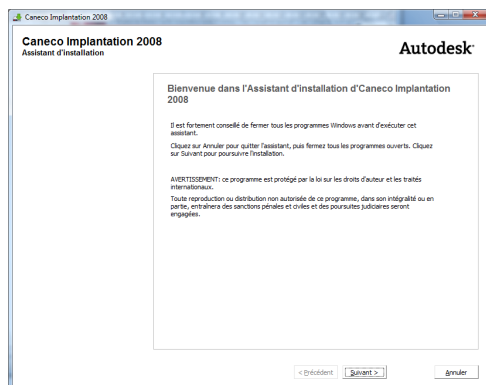 Caneco Implantation 2008
Caneco Implantation 2008
Assistant d'installation
Autodesk
Bienvenue dans l'Assistant d'installation d'Caneco Implantation
2008
Il est fortement conseillé de fermer tous les programmes Windows avant d'exécuter cet
assistant.
Cliquez sur Annuler pour quitter l'assistant, puis fermez tous les programmes ouverts. Cliquez
sur Suivant pour poursuivre l'installation.
AVERTISSEMENT: ce programme est protégé par la loi sur les droits d'auteur et les traités
internationaux.
Toute reproduction ou distribution non autorisée de ce programme, dans son intégralité ou en
partie, entraînera des sanctions pénales et civiles et des poursuites judiciaires seront
engagées.
< Précédent Suivant > Annuler